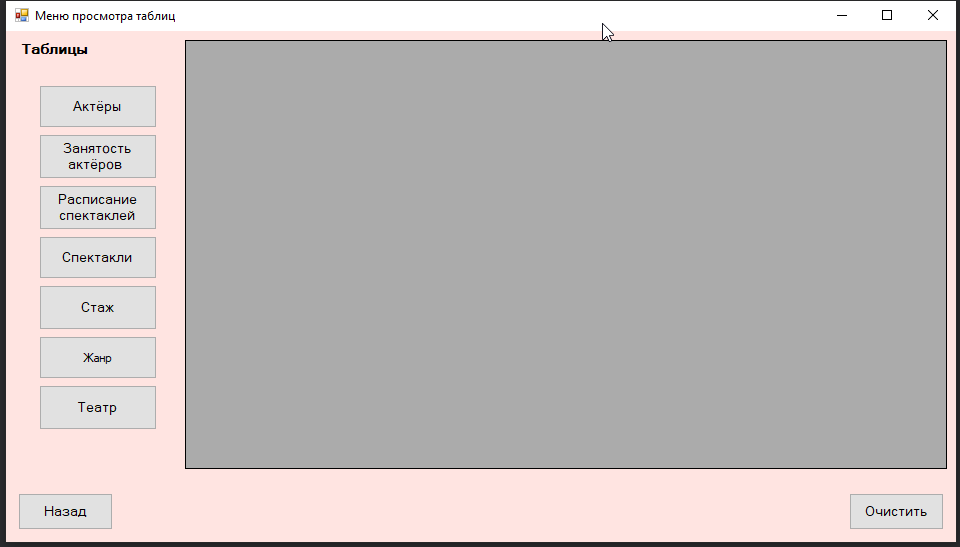 Меню просмотра таблиц
Таблицы
Актёры
Занятость
актёров
Расписание
спектаклей
Спектакли
Стаж
Жанр
Театр
Назад
Очистить